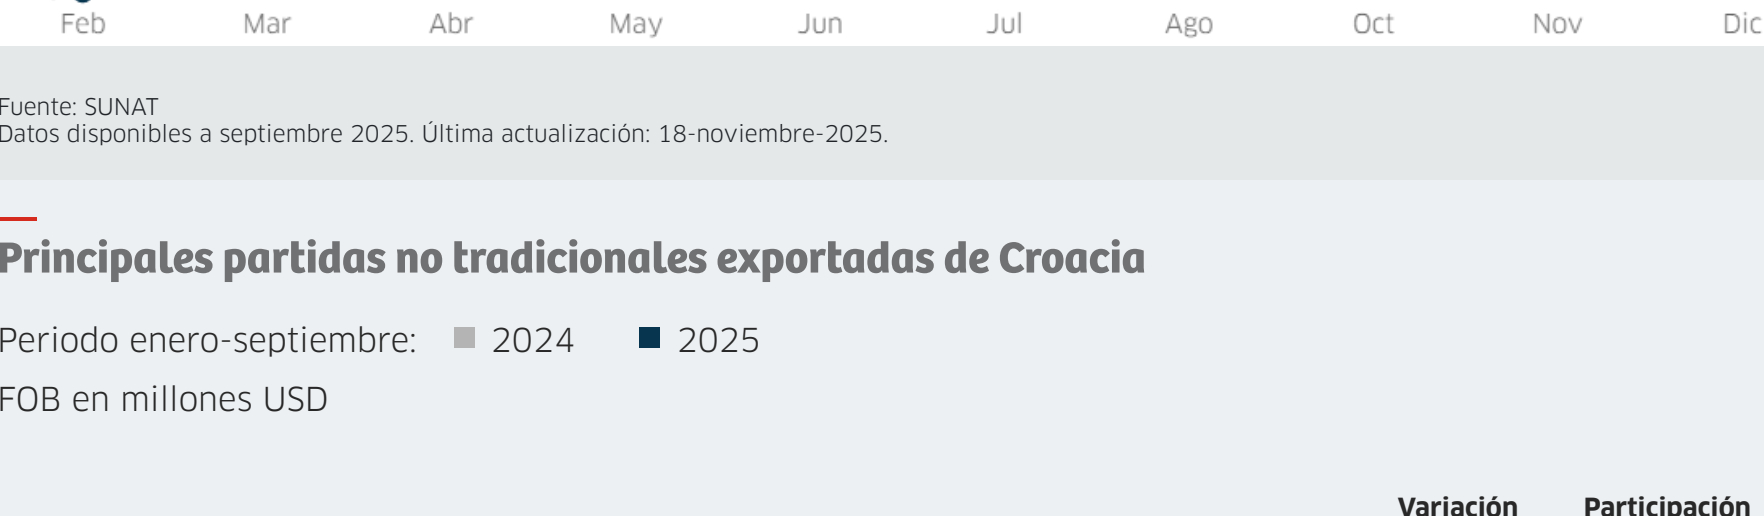 Feb Mar Abr May Jun Jul Ago Oct Nov Dic
Fuente: SUNAT
Datos disponibles a septiembre 2025. Última actualización: 18-noviembre-2025.
Principales partidas no tradicionales exportadas de Croacia
Periodo enero-septiembre: 2024 2025
FOB en millones USD
Variación Participación